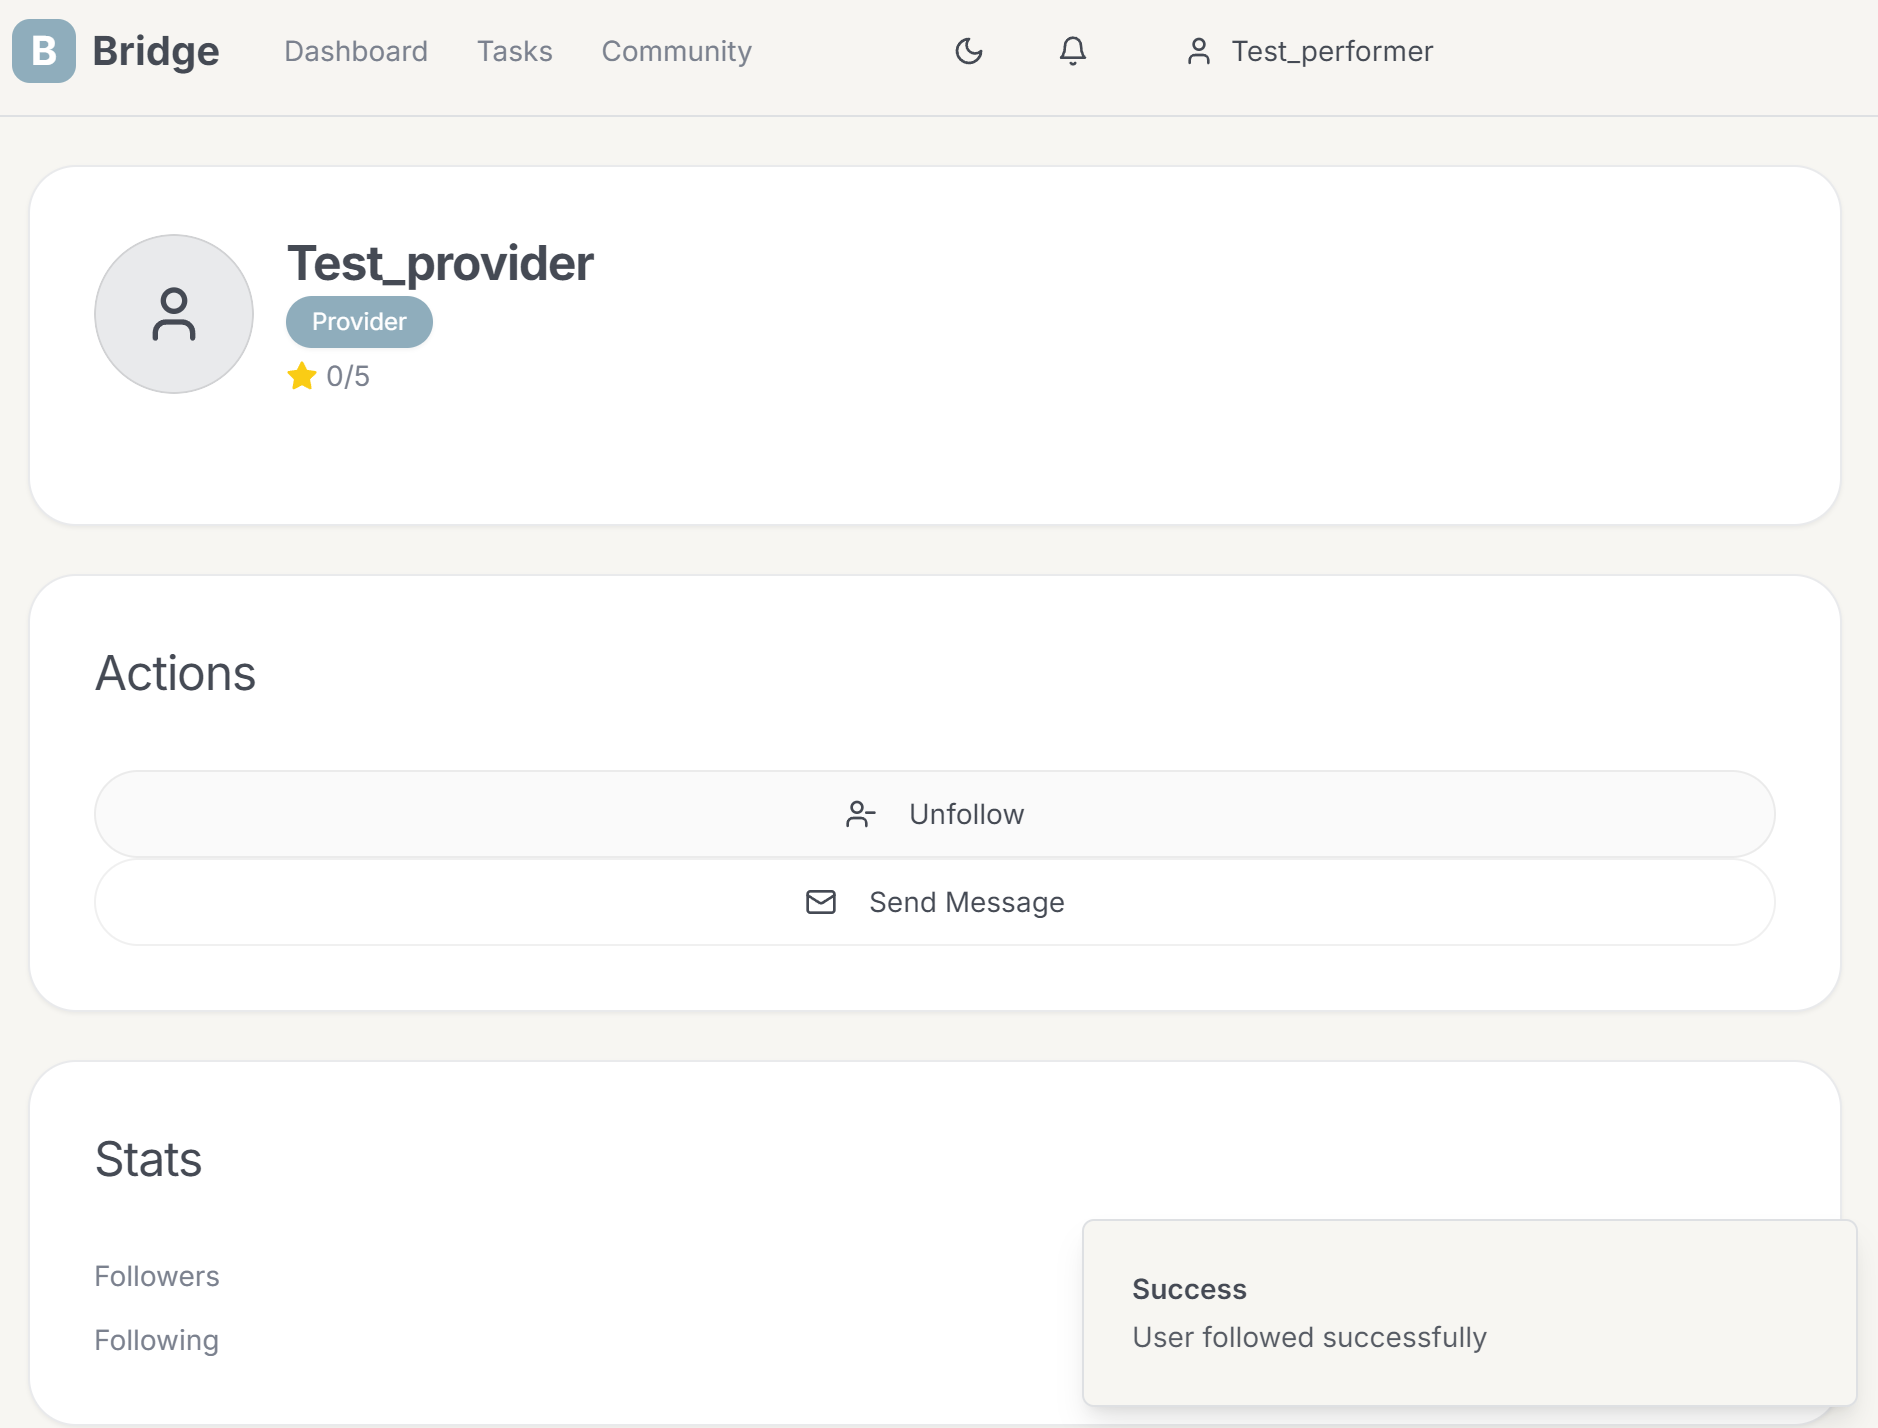 B Bridge Dashboard Tasks Community Test_performer
Test_provider
Provider
0/5
Actions
Unfollow
Send Message
Stats
Followers
Following
Success
User followed successfully